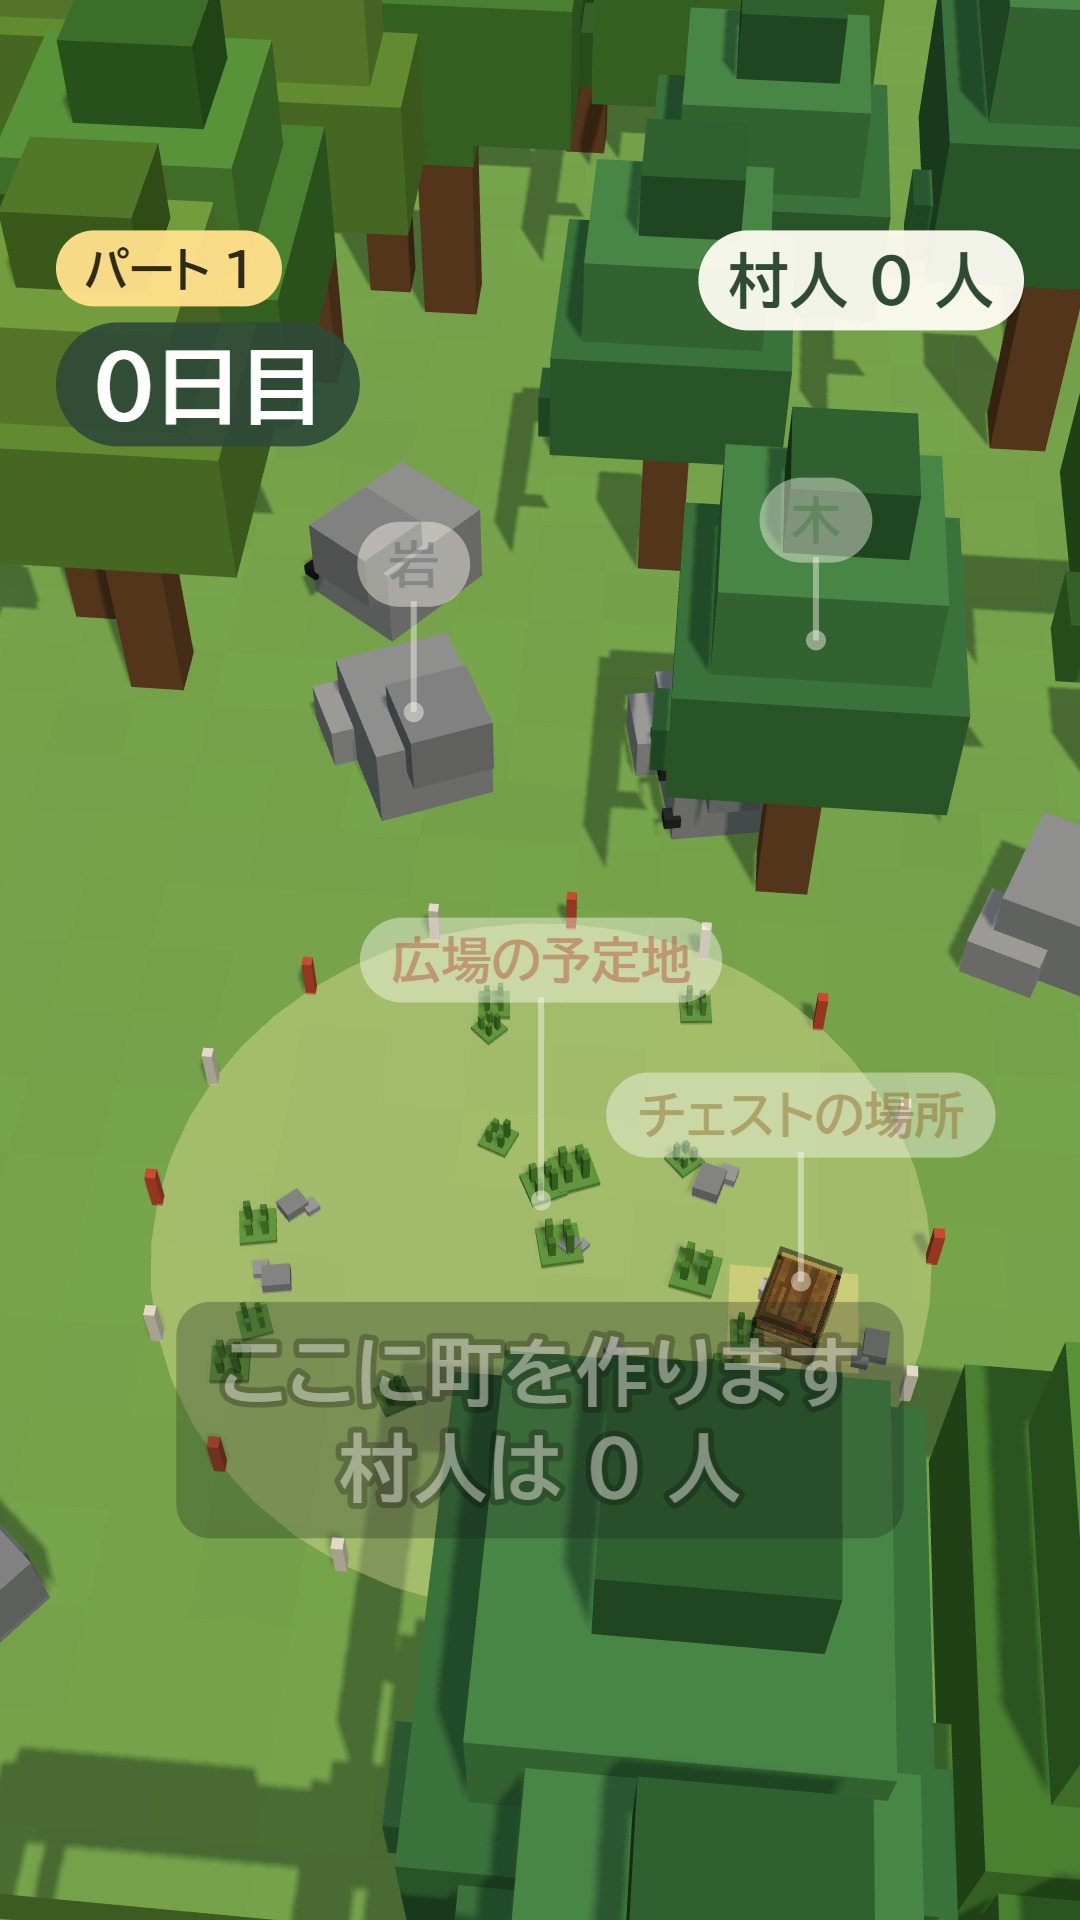 パート 1
村人 0 人
0日目
木
岩
広場の予定地
チェストの場所
ここに町を作ります
村人は 0 人